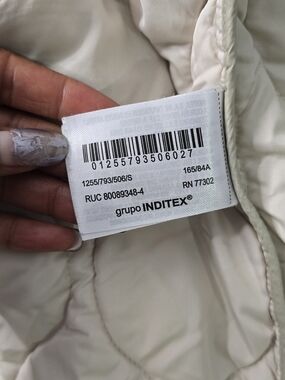 01255793506027
1255/793/506/S 165/84A
RUC 80089348-4 RN 77302
grupo INDITEX®